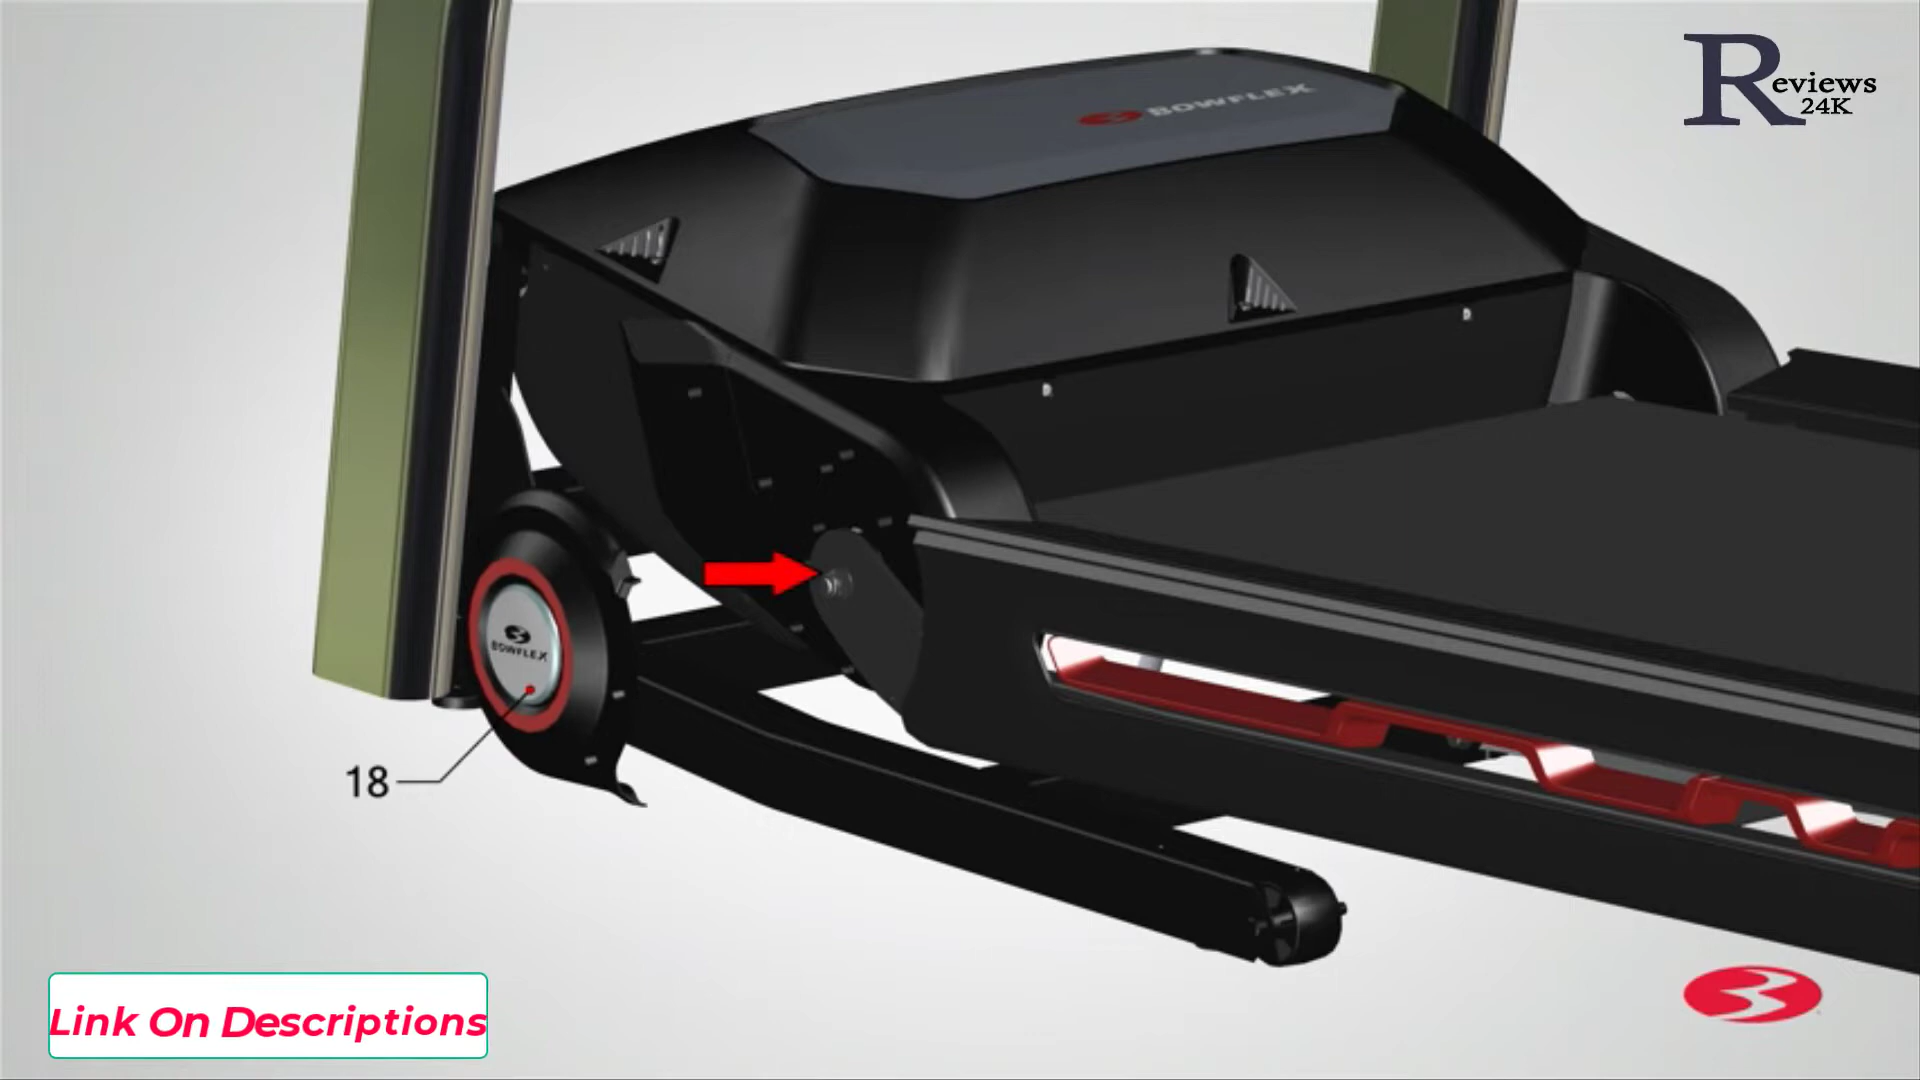 Reviews
24K
BOWFLEX
BOWFLEX
18
Link On Descriptions